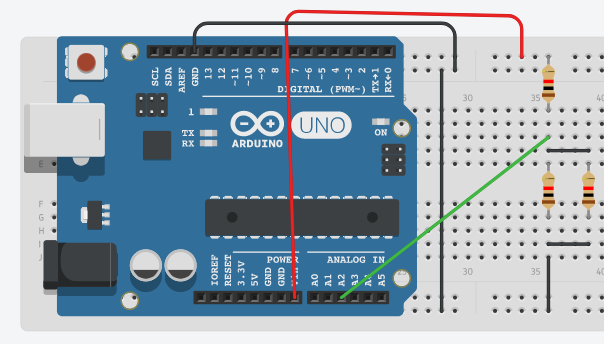 SCL
SDA
AREF
GND
13
12
~11
~10
~9
8
7
~6
~5
4
~3
2
TX→1
RX←0
DIGITAL (PWM~)
1
TX
RX
UNO
ARDUINO
ON
30
35
40
E
F
G
H
I
J
POWER
ANALOG IN
IOREF
RESET
3.3V
5V
GND
GND
A0
A1
A2
A3
A4
A5
25
30
35
40